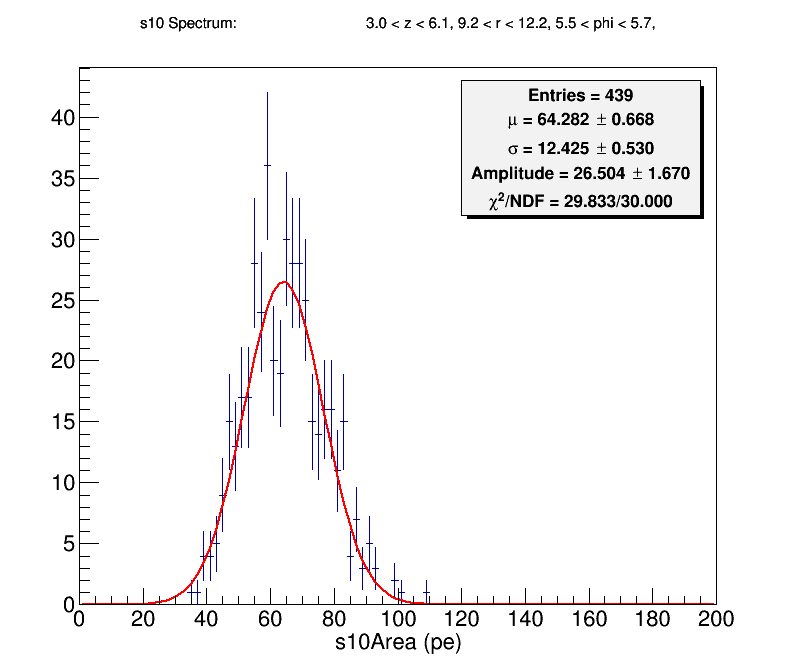 s10 Spectrum: 3.0 < z < 6.1, 9.2 < r < 12.2, 5.5 < phi < 5.7,
Entries = 439
μ = 64.282 ± 0.668
σ = 12.425 ± 0.530
Amplitude = 26.504 ± 1.670
χ²/NDF = 29.833/30.000
40
35
30
25
20
15
10
5
0
0 20 40 60 80 100 120 140 160 180 200
s10Area (pe)